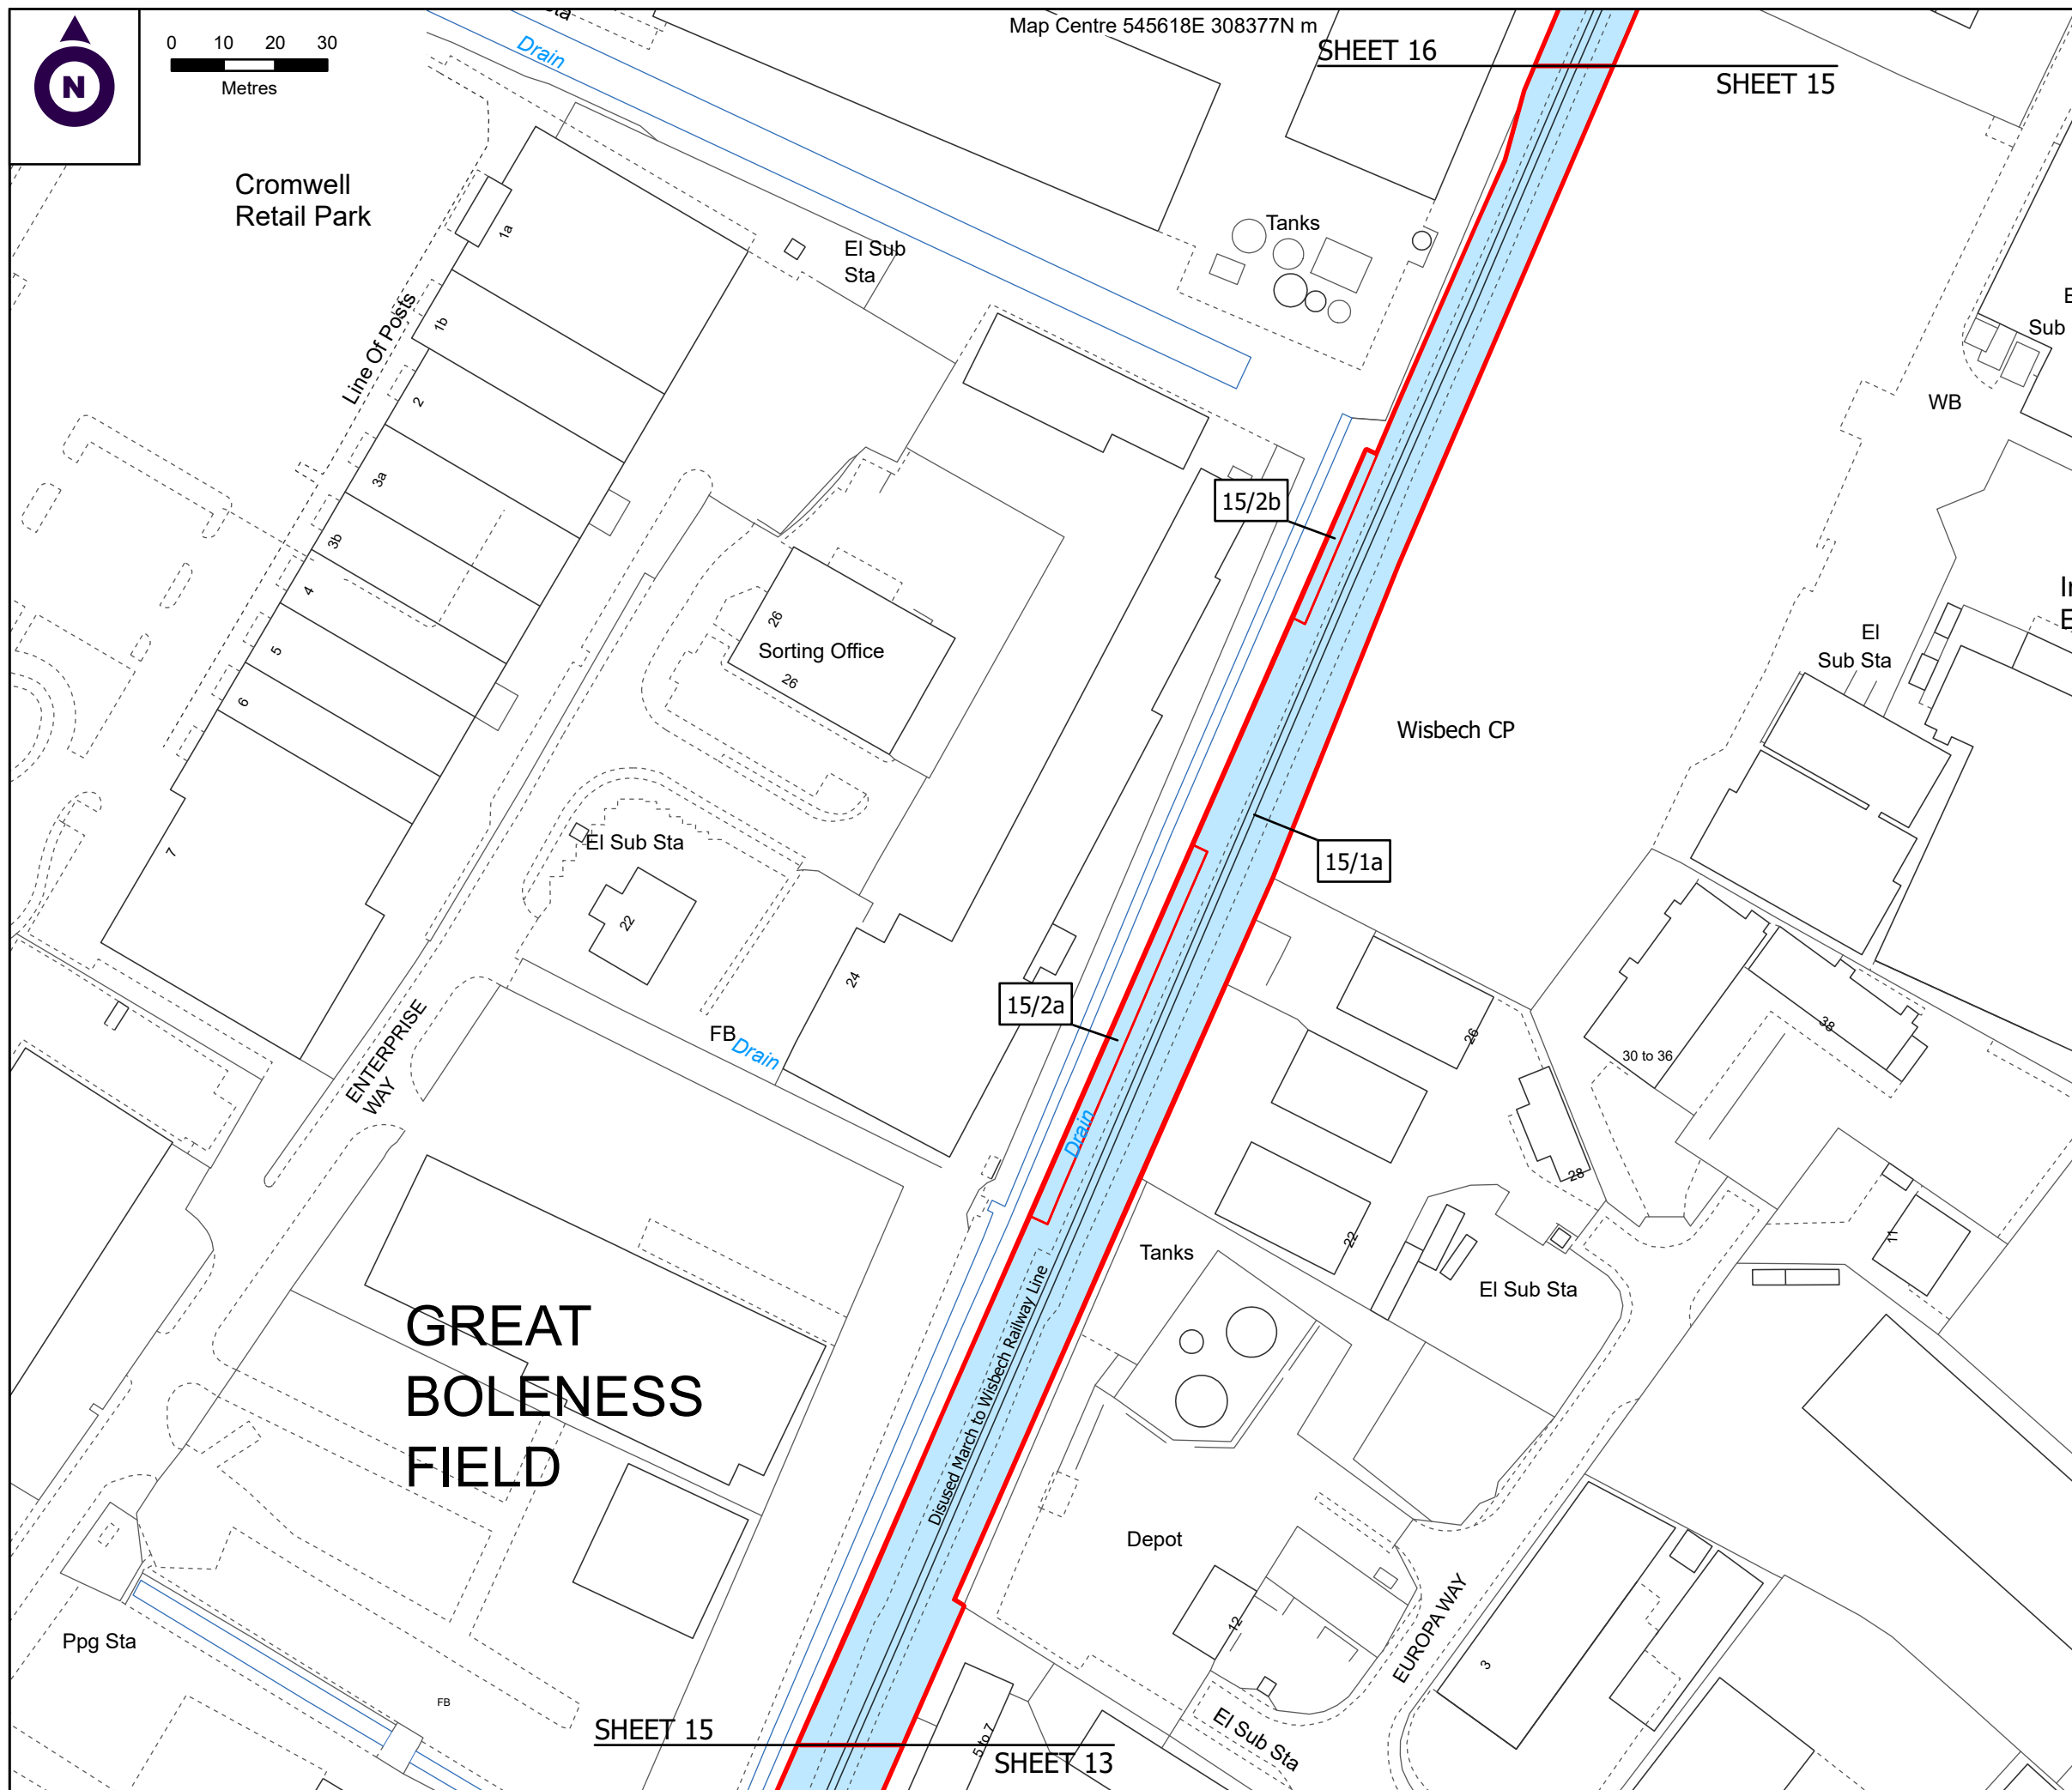 Map Centre 545618E 308377N m
N
0 10 20 30
Metres
Drain
SHEET 16
SHEET 15
Cromwell
Retail Park
Line Of Posts
1a
1b
2
3a
3b
4
5
6
7
El Sub
Sta
Tanks
Sub
WB
15/2b
26
Sorting Office
26
El
Sub Sta
Wisbech CP
El Sub Sta
22
15/1a
24
15/2a
FB
Drain
Drain
ENTERPRISE
WAY
26
30 to 36
38
28
22
11
Tanks
El Sub Sta
GREAT
BOLENESS
FIELD
Disused March to Wisbech Railway Line
Depot
12
EUROPA WAY
3
Ppg Sta
FB
SHEET 15
SHEET 13
5 to 7
El Sub Sta